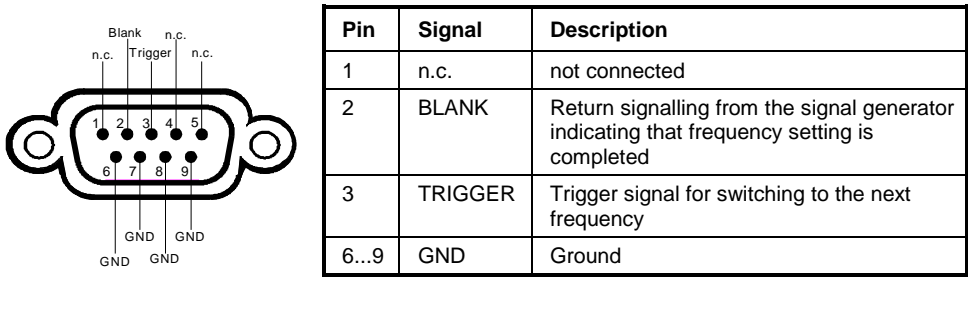 Blank n.c.
n.c. Trigger n.c.
1 2 3 4 5
6 7 8 9
GND GND
GND GND
Pin Signal Description
1 n.c. not connected
2 BLANK Return signalling from the signal generator
indicating that frequency setting is
completed
3 TRIGGER Trigger signal for switching to the next
frequency
6...9 GND Ground